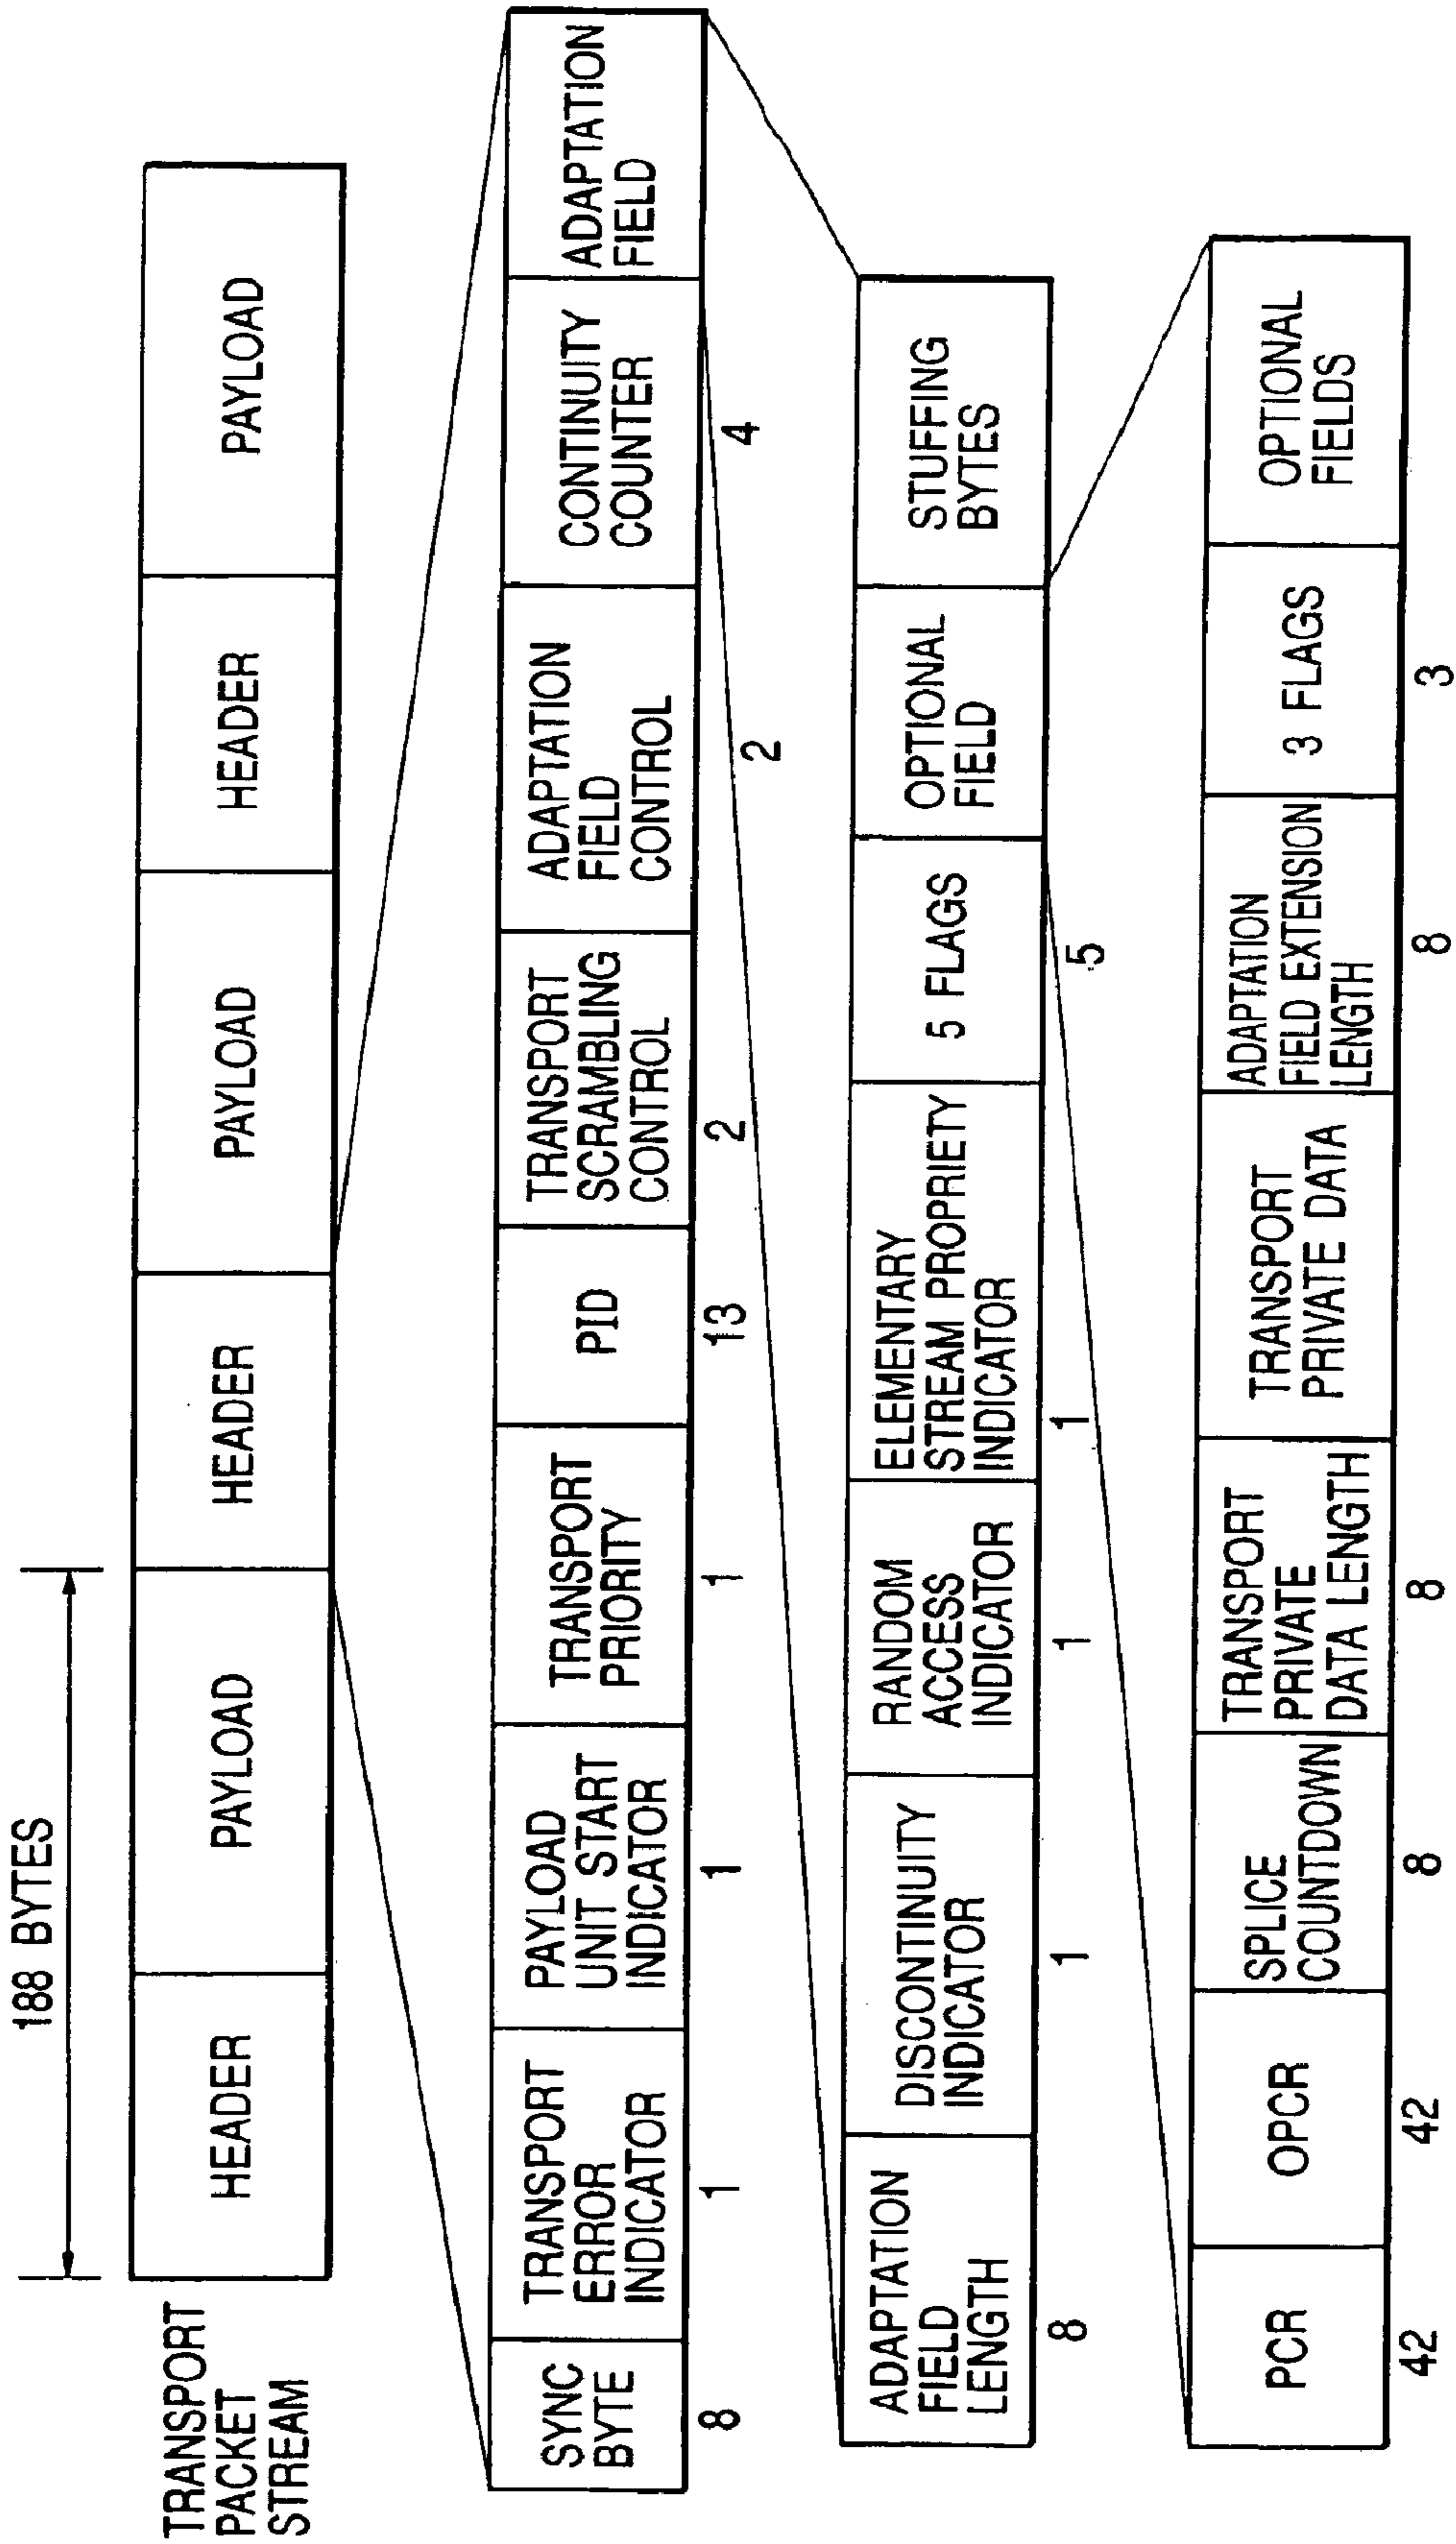 188 BYTES
TRANSPORT
PACKET
STREAM
HEADER
PAYLOAD
HEADER
PAYLOAD
HEADER
PAYLOAD
SYNC
BYTE
TRANSPORT
ERROR
INDICATOR
PAYLOAD
UNIT START
INDICATOR
TRANSPORT
PRIORITY
PID
TRANSPORT
SCRAMBLING
CONTROL
ADAPTATION
FIELD
CONTROL
CONTINUITY
COUNTER
ADAPTATION
FIELD
8
1
1
1
13
2
2
4
ADAPTATION
FIELD
LENGTH
DISCONTINUITY
INDICATOR
RANDOM
ACCESS
INDICATOR
ELEMENTARY
STREAM PROPRIETY
INDICATOR
5 FLAGS
OPTIONAL
FIELD
STUFFING
BYTES
8
1
1
1
5
PCR
OPCR
SPLICE
COUNTDOWN
TRANSPORT
PRIVATE
DATA LENGTH
TRANSPORT
PRIVATE DATA
ADAPTATION
FIELD EXTENSION
LENGTH
3 FLAGS
OPTIONAL
FIELDS
42
42
8
8
8
3